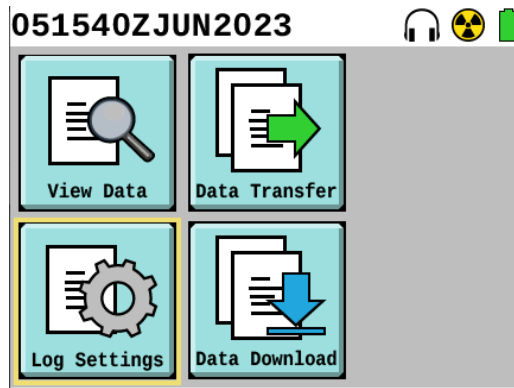 051540ZJUN2023
View Data
Data Transfer
Log Settings
Data Download